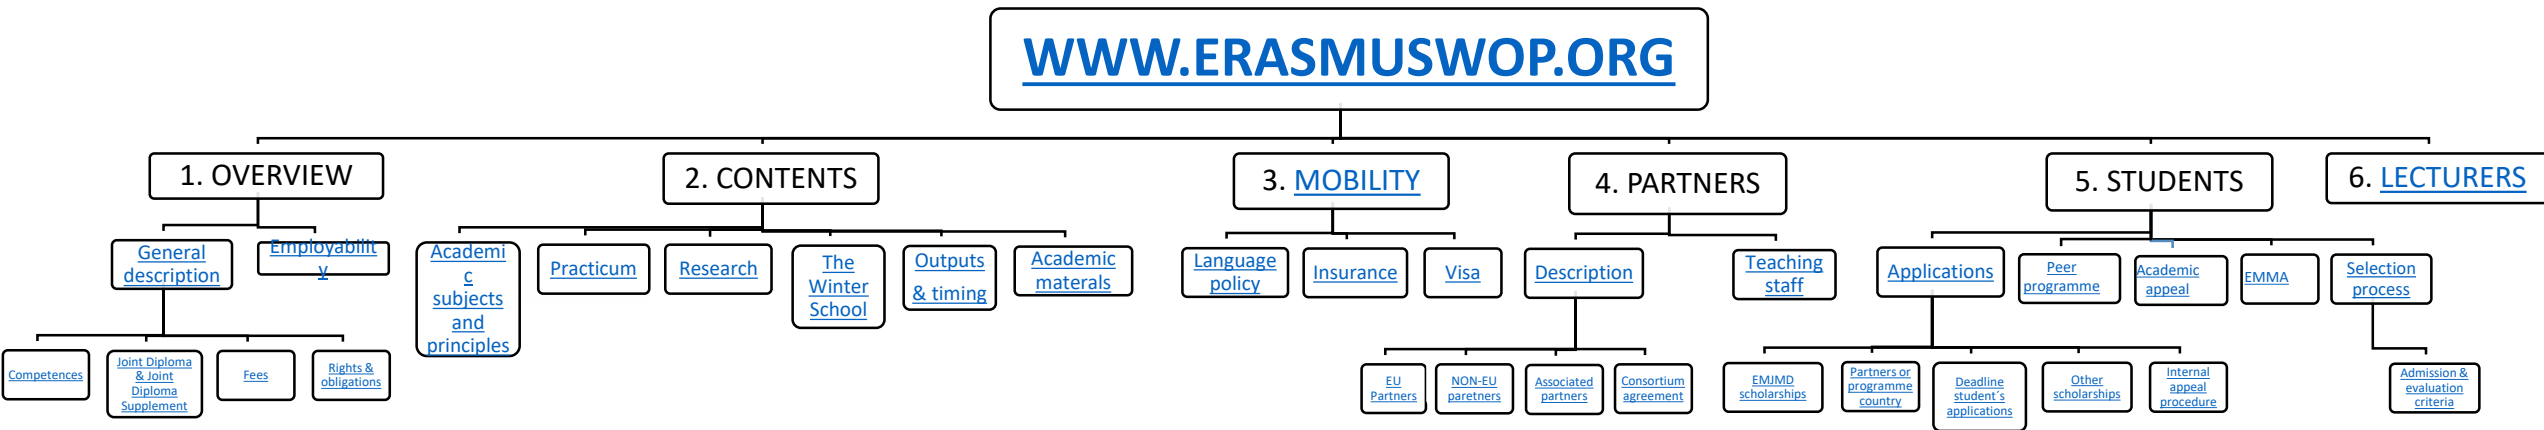 WWW.ERASMUSWOP.ORG
1. OVERVIEW
2. CONTENTS
3. MOBILITY
4. PARTNERS
5. STUDENTS
6. LECTURERS
General
description
Employabilit
y
Academi
c
subjects
and
principles
Practicum
Research
The
Winter
School
Outputs
& timing
Academic
materals
Language
policy
Insurance
Visa
Description
Teaching
staff
Applications
Peer
programme
Academic
appeal
EMMA
Selection
process
Competences
Joint Diploma
& Joint
Diploma
Supplement
Fees
Rights &
obligations
EU
Partners
NON-EU
paretners
Associated
partners
Consortium
agreement
EMJMD
scholarships
Partners or
programme
country
Deadline
student´s
applications
Other
scholarships
Internal
appeal
procedure
Admission &
evaluation
criteria